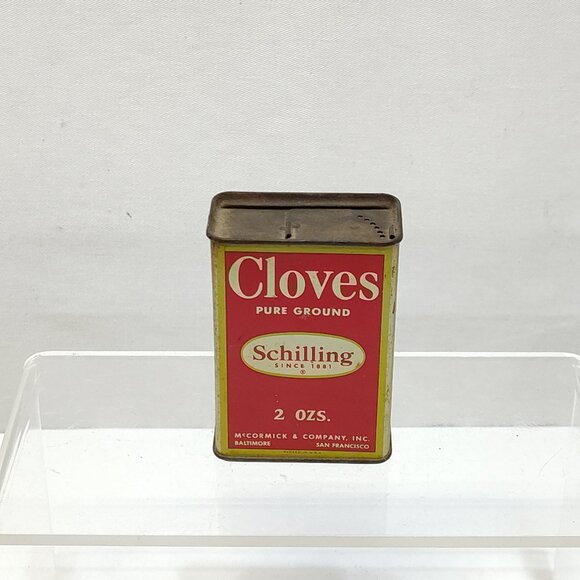 Cloves
PURE GROUND
Schilling
SINCE 1881
®
2 OZS.
McCORMICK & COMPANY, INC.
BALTIMORE SAN FRANCISCO